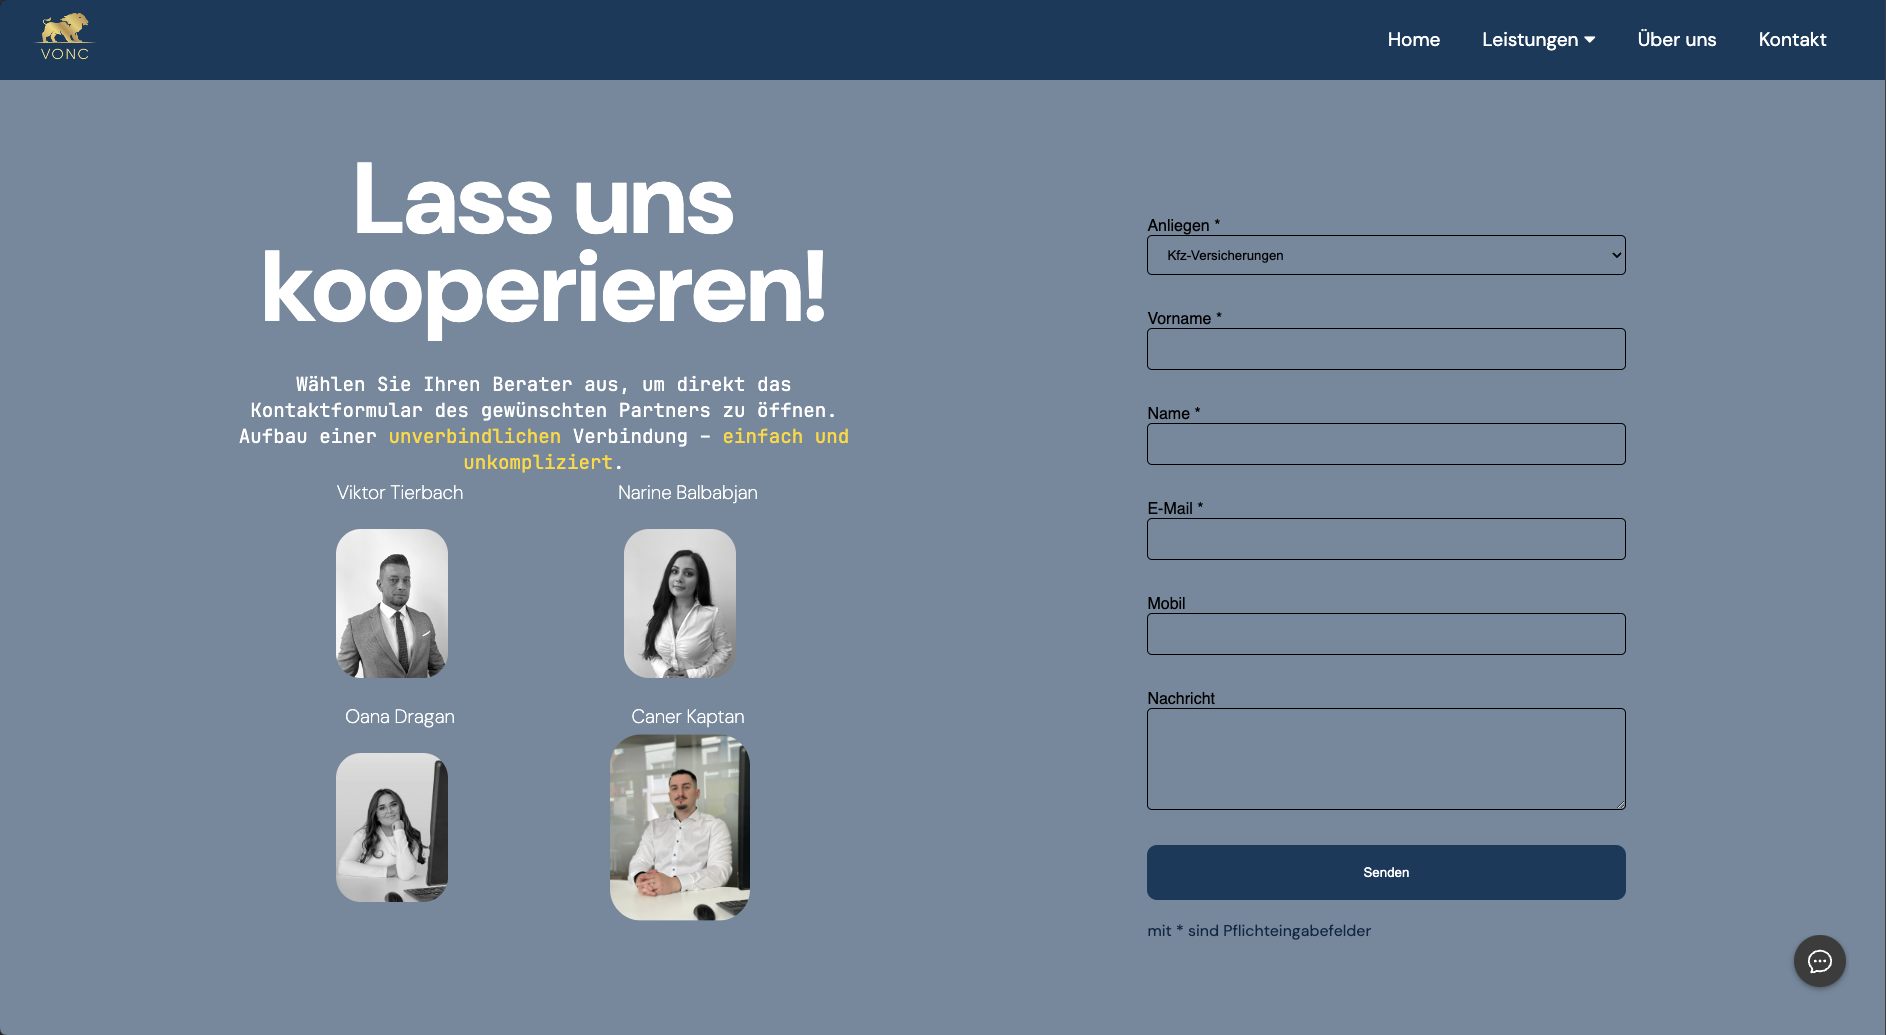 VONC
Home
Leistungen
Über uns
Kontakt
Lass uns
kooperieren!
Wählen Sie Ihren Berater aus, um direkt das
Kontaktformular des gewünschten Partners zu öffnen.
Aufbau einer unverbindlichen Verbindung – einfach und
unkompliziert.
Viktor Tierbach
Narine Balbabjan
Oana Dragan
Caner Kaptan
Anliegen *
Kfz-Versicherungen
Vorname *
Name *
E-Mail *
Mobil
Nachricht
Senden
mit * sind Pflichteingabefelder